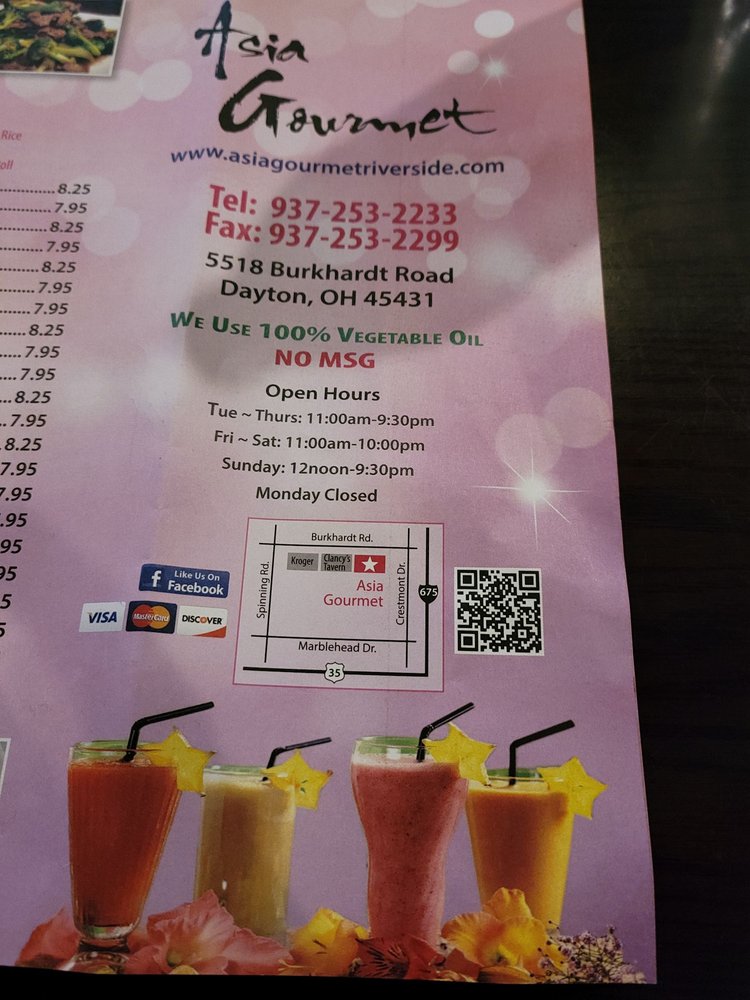 Asia
Gourmet
www.asiagourmetriverside.com
Tel: 937-253-2233
Fax: 937-253-2299
5518 Burkhardt Road
Dayton, OH 45431
We Use 100% Vegetable Oil
NO MSG
Open Hours
Tue ~ Thurs: 11:00am-9:30pm
Fri ~ Sat: 11:00am-10:00pm
Sunday: 12noon-9:30pm
Monday Closed
Rice
oll
..............8.25
.............7.95
............8.25
...........7.95
..........8.25
.........7.95
........7.95
.......8.25
......7.95
.....7.95
....8.25
...7.95
..8.25
7.95
7.95
.95
95
95
5
5
Like Us On
Facebook
VISA
MasterCard
DISCOVER
Burkhardt Rd.
Kroger
Clancy's
Tavern
Asia
Gourmet
Spinning Rd.
Crestmont Dr.
675
Marblehead Dr.
35